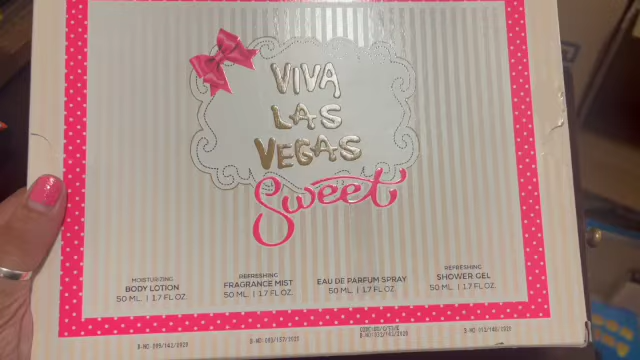 VIVA
LAS
VEGAS
Sweet
MOISTURIZING
BODY LOTION
50 ML. | 1.7 FL.OZ.
REFRESHING
FRAGRANCE MIST
50 ML. | 1.7 FL.OZ.
EAU DE PARFUM SPRAY
50 ML. | 1.7 FL.OZ.
REFRESHING
SHOWER GEL
50 ML. | 1.7 FL.OZ.